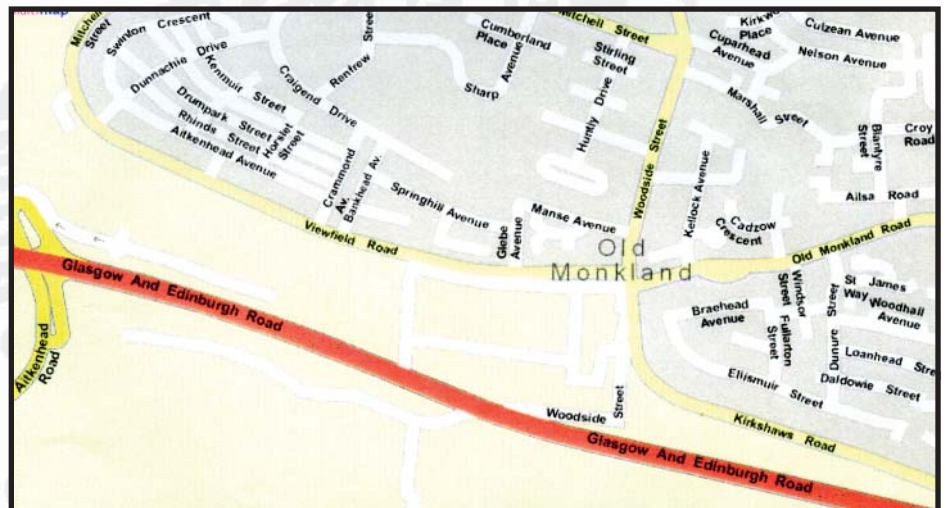 Mitchell
Street
Swinton Crescent
Dunnachie Drive
Kenmuir Street
Drumpark Street
Rhinds Street
Horslet
Street
Aitkenhead Avenue
Craigend Drive
Renfrew
Street
Cumberland
Place
Sharp Avenue
Mitchell Street
Stirling
Street
Huntly Drive
Woodside Street
Kirkw
Place
Cuparhead
Avenue
Culzean Avenue
Nelson Avenue
Marshall Street
Blantyre
Street
Croy
Road
Ailsa Road
Kellock Avenue
Cadzow
Crescent
Old Monkland Road
Crammond
Av.
Bankhead Av.
Springhill Avenue
Glebe
Avenue
Manse Avenue
Viewfield Road
Old
Monkland
Glasgow And Edinburgh Road
Aitkenhead
Road
Braehead
Avenue
Windsor
Street
Fullarton
Street
St James
Way
Woodhall
Avenue
Dunure Street
Loanhead Stre
Daldowie Street
Ellismuir Street
Woodside Street
Kirkshaws Road
Glasgow And Edinburgh Road